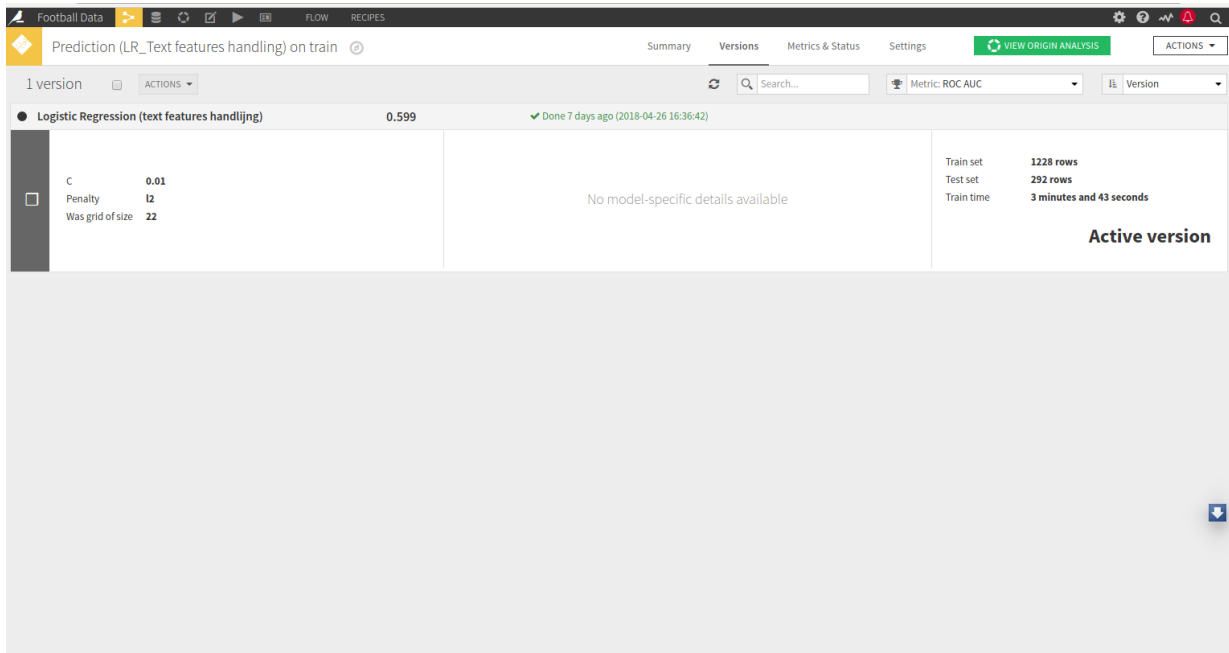 Football Data FLOW RECIPES
Prediction (LR_Text features handling) on train Summary Versions Metrics & Status Settings VIEW ORIGIN ANALYSIS ACTIONS
1 version ACTIONS Search... Metric: ROC AUC Version
Logistic Regression (text features handlijng) 0.599 Done 7 days ago (2018-04-26 16:36:42)
C 0.01
Penalty l2
Was grid of size 22
No model-specific details available
Train set 1228 rows
Test set 292 rows
Train time 3 minutes and 43 seconds
Active version